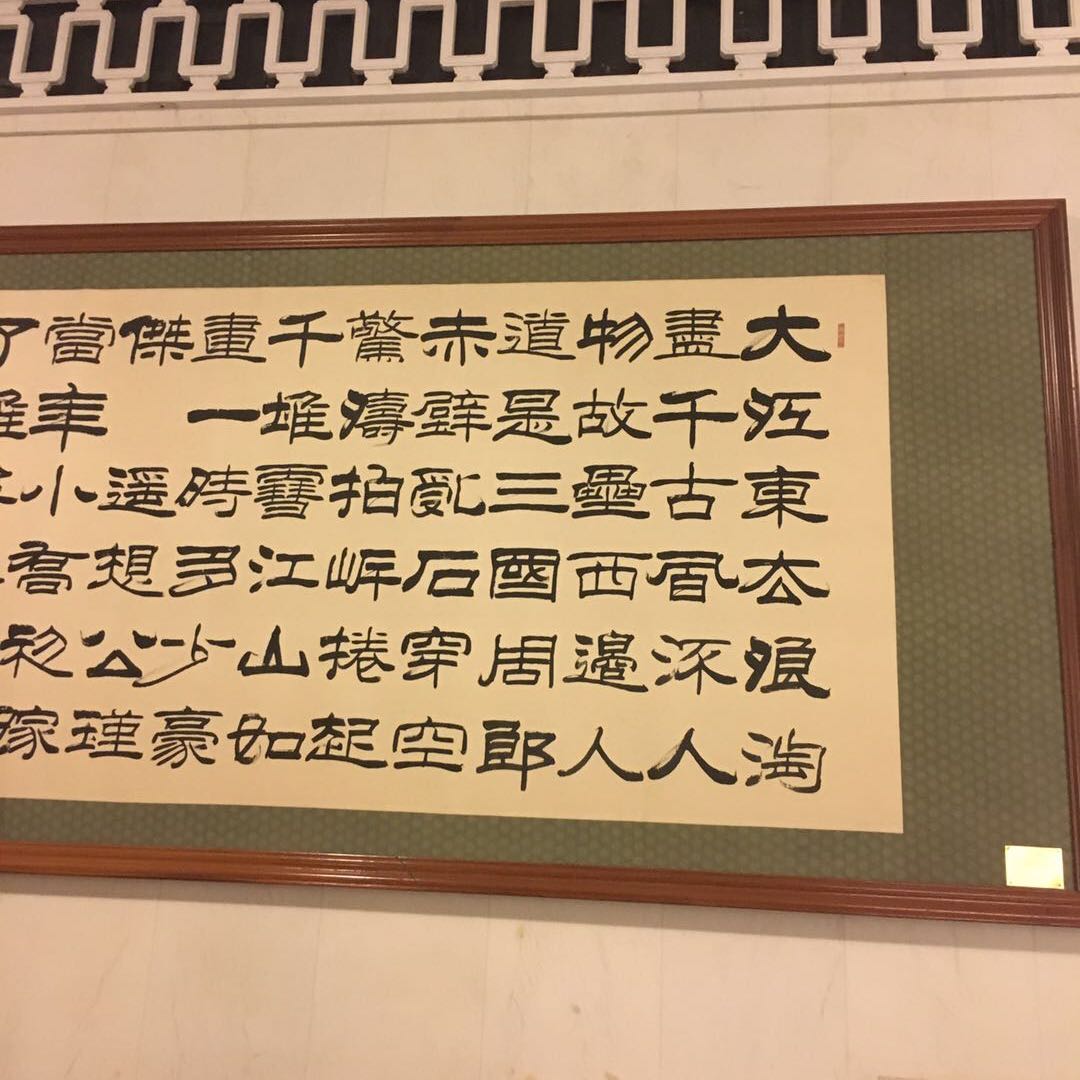 大江東去浪淘
盡千古風流人
物故壘西邊人
道是三國周郎
赤壁亂石穿空
驚濤拍岸捲起
千堆雪江山如
畫一時多少豪
傑 遙想公瑾
當年小喬初嫁